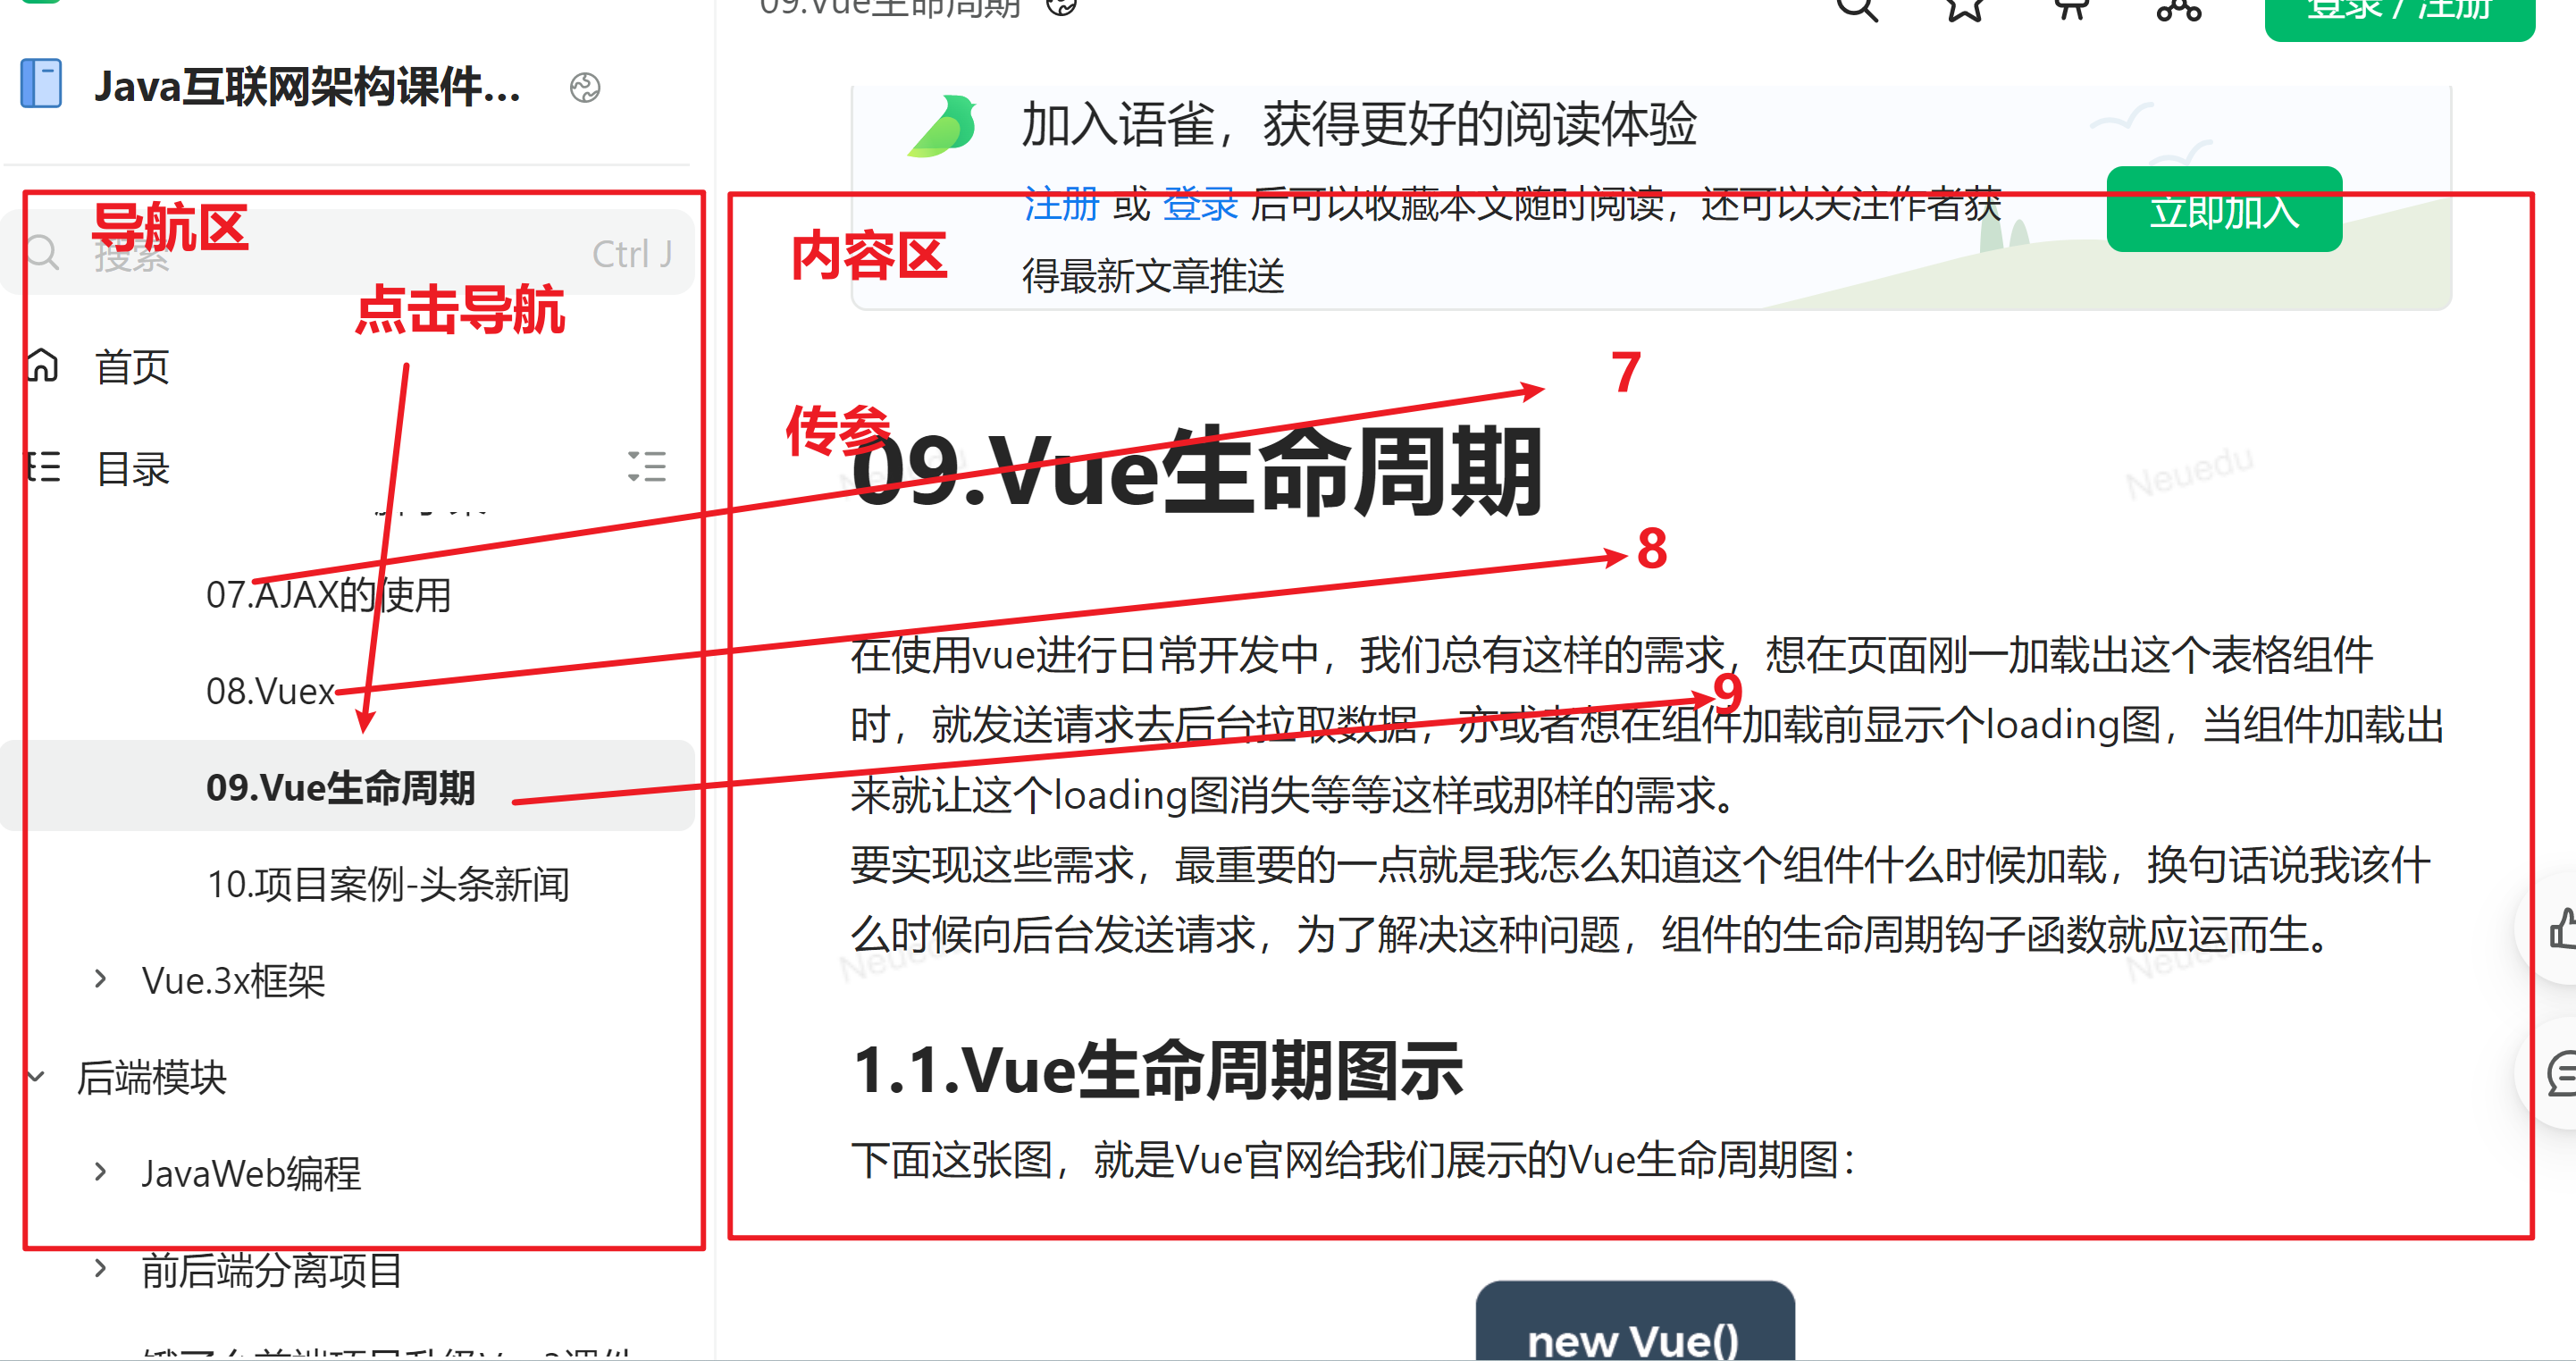 09.Vue生命周期
登录 / 注册
Java互联网架构课件...
加入语雀，获得更好的阅读体验
注册 或 登录 后可以收藏本文随时阅读，还可以关注作者获
得最新文章推送
立即加入
导航区
搜索
Ctrl J
内容区
点击导航
首页
目录
传参
7
8
9
07.AJAX的使用
08.Vuex
09.Vue生命周期
10.项目案例-头条新闻
Vue.3x框架
后端模块
JavaWeb编程
前后端分离项目
09.Vue生命周期
Neuedu
Neuedu
在使用vue进行日常开发中，我们总有这样的需求，想在页面刚一加载出这个表格组件
时，就发送请求去后台拉取数据，亦或者想在组件加载前显示个loading图，当组件加载出
来就让这个loading图消失等等这样或那样的需求。
要实现这些需求，最重要的一点就是我怎么知道这个组件什么时候加载，换句话说我该什
么时候向后台发送请求，为了解决这种问题，组件的生命周期钩子函数就应运而生。
Neuedu
Neuedu
1.1.Vue生命周期图示
下面这张图，就是Vue官网给我们展示的Vue生命周期图：
new Vue()